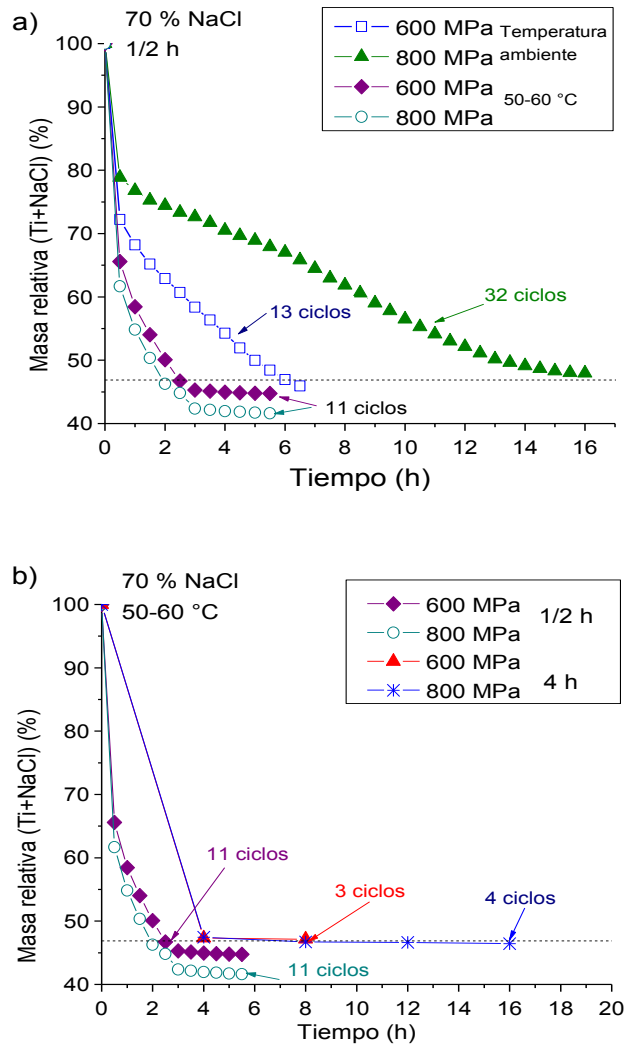 a)
70 % NaCl
1/2 h
600 MPa Temperatura
800 MPa ambiente
600 MPa 50-60 °C
800 MPa
100
90
80
70
60
50
40
Masa relativa (Ti+NaCl) (%)
32 ciclos
13 ciclos
11 ciclos
0 2 4 6 8 10 12 14 16
Tiempo (h)
b)
70 % NaCl
50-60 °C
600 MPa 1/2 h
800 MPa
600 MPa
800 MPa 4 h
100
90
80
70
60
50
40
Masa relativa (Ti+NaCl) (%)
11 ciclos
3 ciclos
4 ciclos
11 ciclos
0 2 4 6 8 10 12 14 16 18 20
Tiempo (h)